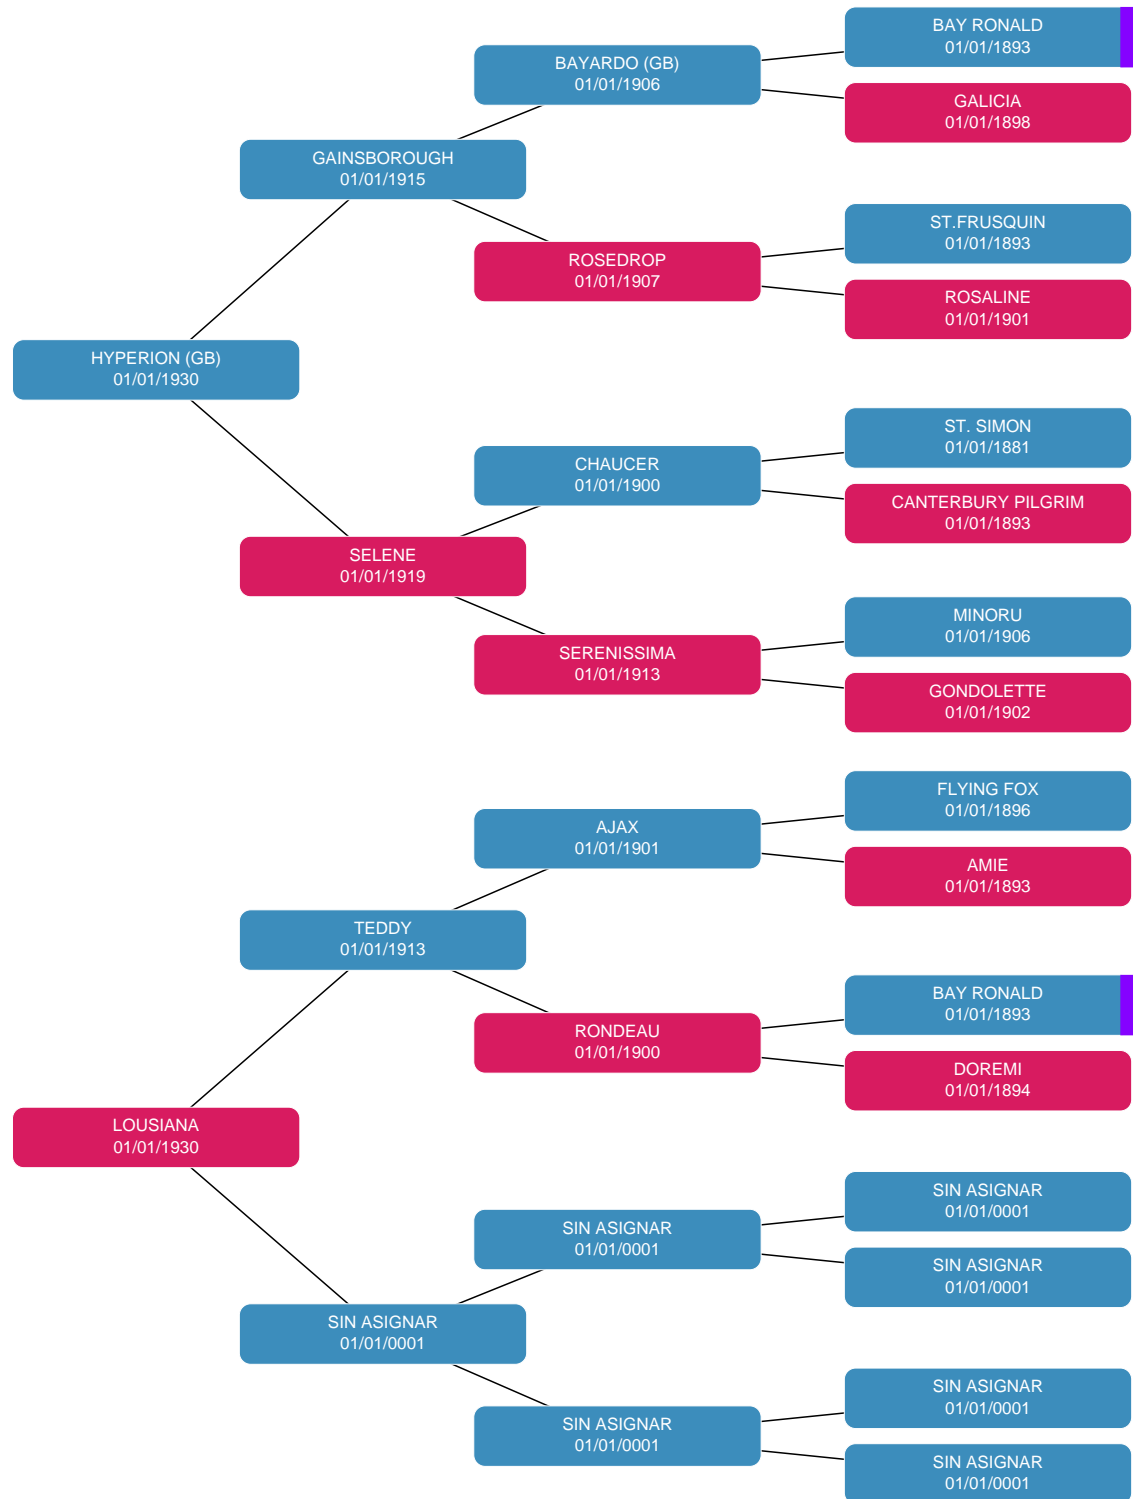 BAY RONALD
01/01/1893
BAYARDO (GB)
01/01/1906
GALICIA
01/01/1898
GAINSBOROUGH
01/01/1915
ST.FRUSQUIN
01/01/1893
ROSEDROP
01/01/1907
ROSALINE
01/01/1901
HYPERION (GB)
01/01/1930
ST. SIMON
01/01/1881
CHAUCER
01/01/1900
CANTERBURY PILGRIM
01/01/1893
SELENE
01/01/1919
MINORU
01/01/1906
SERENISSIMA
01/01/1913
GONDOLETTE
01/01/1902
FLYING FOX
01/01/1896
AJAX
01/01/1901
AMIE
01/01/1893
TEDDY
01/01/1913
BAY RONALD
01/01/1893
RONDEAU
01/01/1900
DOREMI
01/01/1894
LOUSIANA
01/01/1930
SIN ASIGNAR
01/01/0001
SIN ASIGNAR
01/01/0001
SIN ASIGNAR
01/01/0001
SIN ASIGNAR
01/01/0001
SIN ASIGNAR
01/01/0001
SIN ASIGNAR
01/01/0001
SIN ASIGNAR
01/01/0001